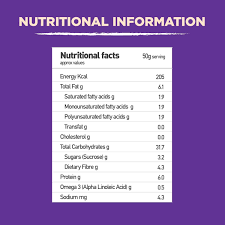 NUTRITIONAL INFORMATION
Nutritional facts 50g serving
approx values
Energy Kcal 205
Total Fat g 6.1
Saturated fatty acids g 1.9
Monounsaturated fatty acids g 1.9
Polyunsaturated fatty acids g 1.9
Transfat g 0.0
Cholesterol g 0.0
Total Carbohydrates g 31.7
Sugars (Sucrose) g 3.2
Dietary Fibre g 4.3
Protein g 6.0
Omega 3 (Alpha Linoleic Acid) g 0.5
Sodium mg 4.3